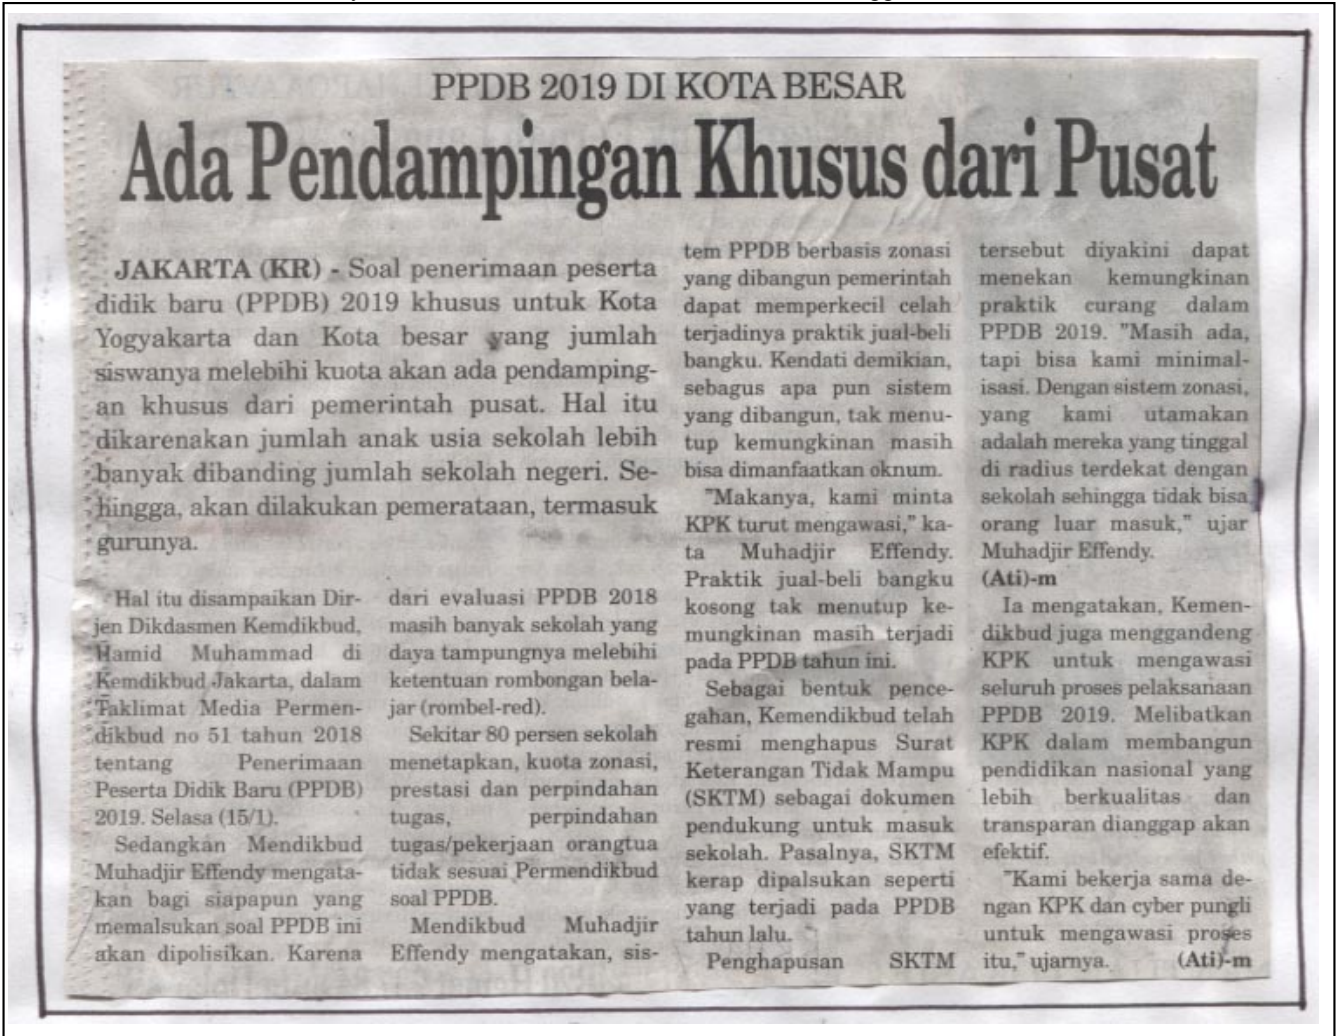 PPDB 2019 DI KOTA BESAR
Ada Pendampingan Khusus dari Pusat
JAKARTA (KR) - Soal penerimaan peserta
didik baru (PPDB) 2019 khusus untuk Kota
Yogyakarta dan Kota besar yang jumlah
siswanya melebihi kuota akan ada pendamping-
an khusus dari pemerintah pusat. Hal itu
dikarenakan jumlah anak usia sekolah lebih
banyak dibanding jumlah sekolah negeri. Se-
hingga, akan dilakukan pemerataan, termasuk
gurunya.
Hal itu disampaikan Dir-
jen Dikdasmen Kemdikbud,
Hamid Muhammad di
Kemdikbud Jakarta, dalam
Taklimat Media Permen-
dikbud no 51 tahun 2018
tentang Penerimaan
Peserta Didik Baru (PPDB)
2019. Selasa (15/1).
Sedangkan Mendikbud
Muhadjir Effendy mengata-
kan bagi siapapun yang
memalsukan soal PPDB ini
akan dipolisikan. Karena
dari evaluasi PPDB 2018
masih banyak sekolah yang
daya tampungnya melebihi
ketentuan rombongan bela-
jar (rombel-red).
Sekitar 80 persen sekolah
menetapkan, kuota zonasi,
prestasi dan perpindahan
tugas, perpindahan
tugas/pekerjaan orangtua
tidak sesuai Permendikbud
soal PPDB.
Mendikbud Muhadjir
Effendy mengatakan, sis-
tem PPDB berbasis zonasi
yang dibangun pemerintah
dapat memperkecil celah
terjadinya praktik jual-beli
bangku. Kendati demikian,
sebagus apa pun sistem
yang dibangun, tak menu-
tup kemungkinan masih
bisa dimanfaatkan oknum.
"Makanya, kami minta
KPK turut mengawasi," ka-
ta Muhadjir Effendy.
Praktik jual-beli bangku
kosong tak menutup ke-
mungkinan masih terjadi
pada PPDB tahun ini.
Sebagai bentuk pence-
gahan, Kemendikbud telah
resmi menghapus Surat
Keterangan Tidak Mampu
(SKTM) sebagai dokumen
pendukung untuk masuk
sekolah. Pasalnya, SKTM
kerap dipalsukan seperti
yang terjadi pada PPDB
tahun lalu.
Penghapusan SKTM
tersebut diyakini dapat
menekan kemungkinan
praktik curang dalam
PPDB 2019. "Masih ada,
tapi bisa kami minimal-
isasi. Dengan sistem zonasi,
yang kami utamakan
adalah mereka yang tinggal
di radius terdekat dengan
sekolah sehingga tidak bisa
orang luar masuk," ujar
Muhadjir Effendy.
(Ati)-m
Ia mengatakan, Kemen-
dikbud juga menggandeng
KPK untuk mengawasi
seluruh proses pelaksanaan
PPDB 2019. Melibatkan
KPK dalam membangun
pendidikan nasional yang
lebih berkualitas dan
transparan dianggap akan
efektif.
"Kami bekerja sama de-
ngan KPK dan cyber pungli
untuk mengawasi proses
itu," ujarnya. (Ati)-m